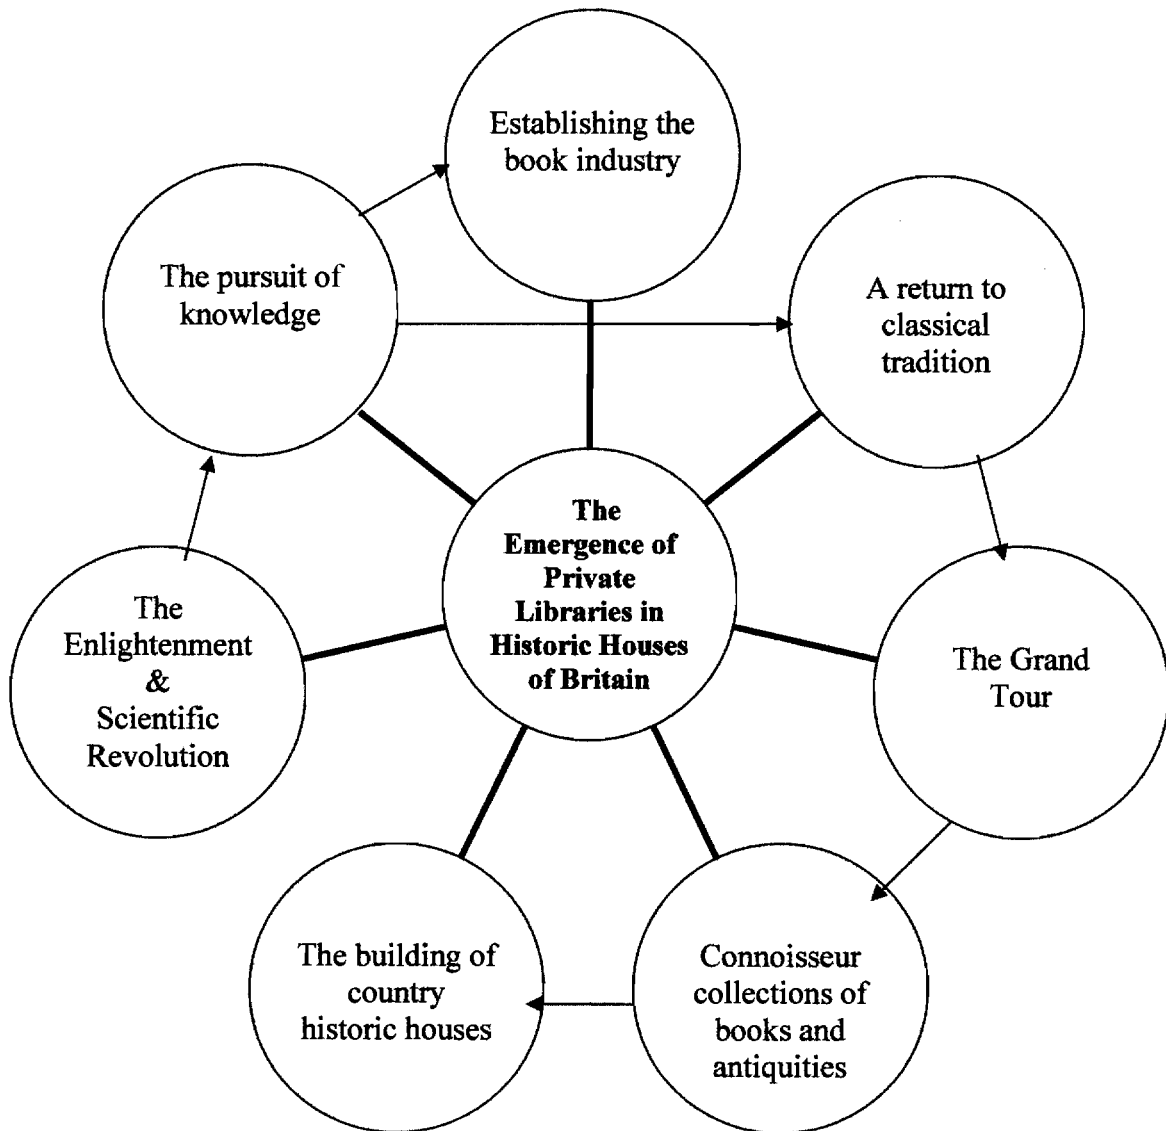 Establishing the
book industry
The pursuit of
knowledge
A return to
classical
tradition
The
Emergence of
Private
Libraries in
Historic Houses
of Britain
The
Enlightenment
&
Scientific
Revolution
The Grand
Tour
The building of
country
historic houses
Connoisseur
collections of
books and
antiquities